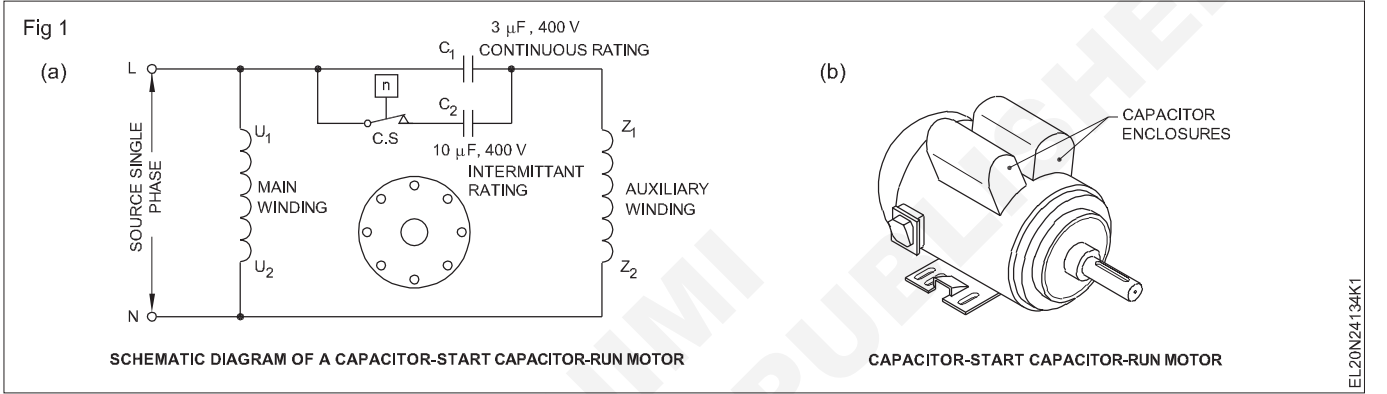 Fig 1
(a)
L
SOURCE SINGLE
PHASE
N
U1
MAIN
WINDING
U2
n
C.S
C1
3 μF , 400 V
CONTINUOUS RATING
C2
10 μF, 400 V
INTERMITTANT
RATING
Z1
AUXILIARY
WINDING
Z2
SCHEMATIC DIAGRAM OF A CAPACITOR-START CAPACITOR-RUN MOTOR
(b)
CAPACITOR
ENCLOSURES
CAPACITOR-START CAPACITOR-RUN MOTOR
EL20N24134K1